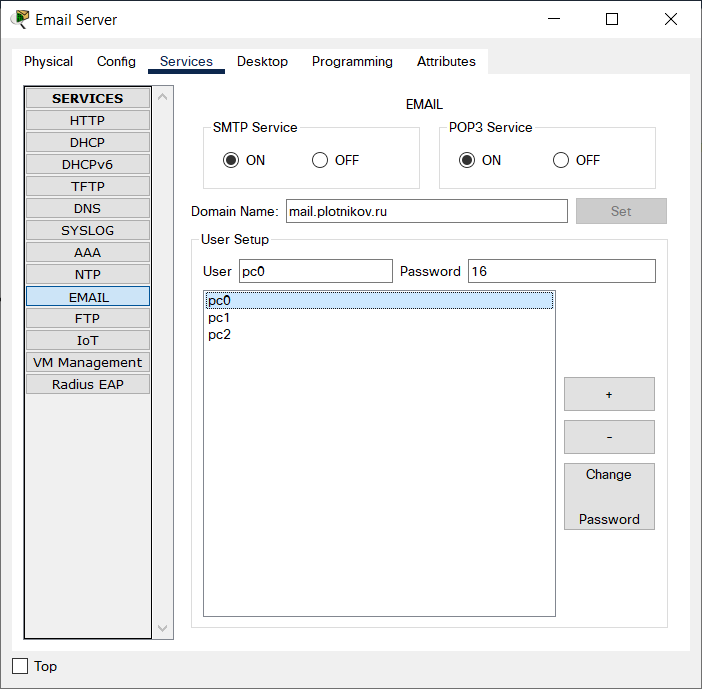 Email Server
Physical Config Services Desktop Programming Attributes
SERVICES
HTTP
DHCP
DHCPv6
TFTP
DNS
SYSLOG
AAA
NTP
EMAIL
FTP
IoT
VM Management
Radius EAP
EMAIL
SMTP Service
ON OFF
POP3 Service
ON OFF
Domain Name: mail.plotnikov.ru Set
User Setup
User pc0 Password 16
pc0
pc1
pc2
+
-
Change
Password
Top